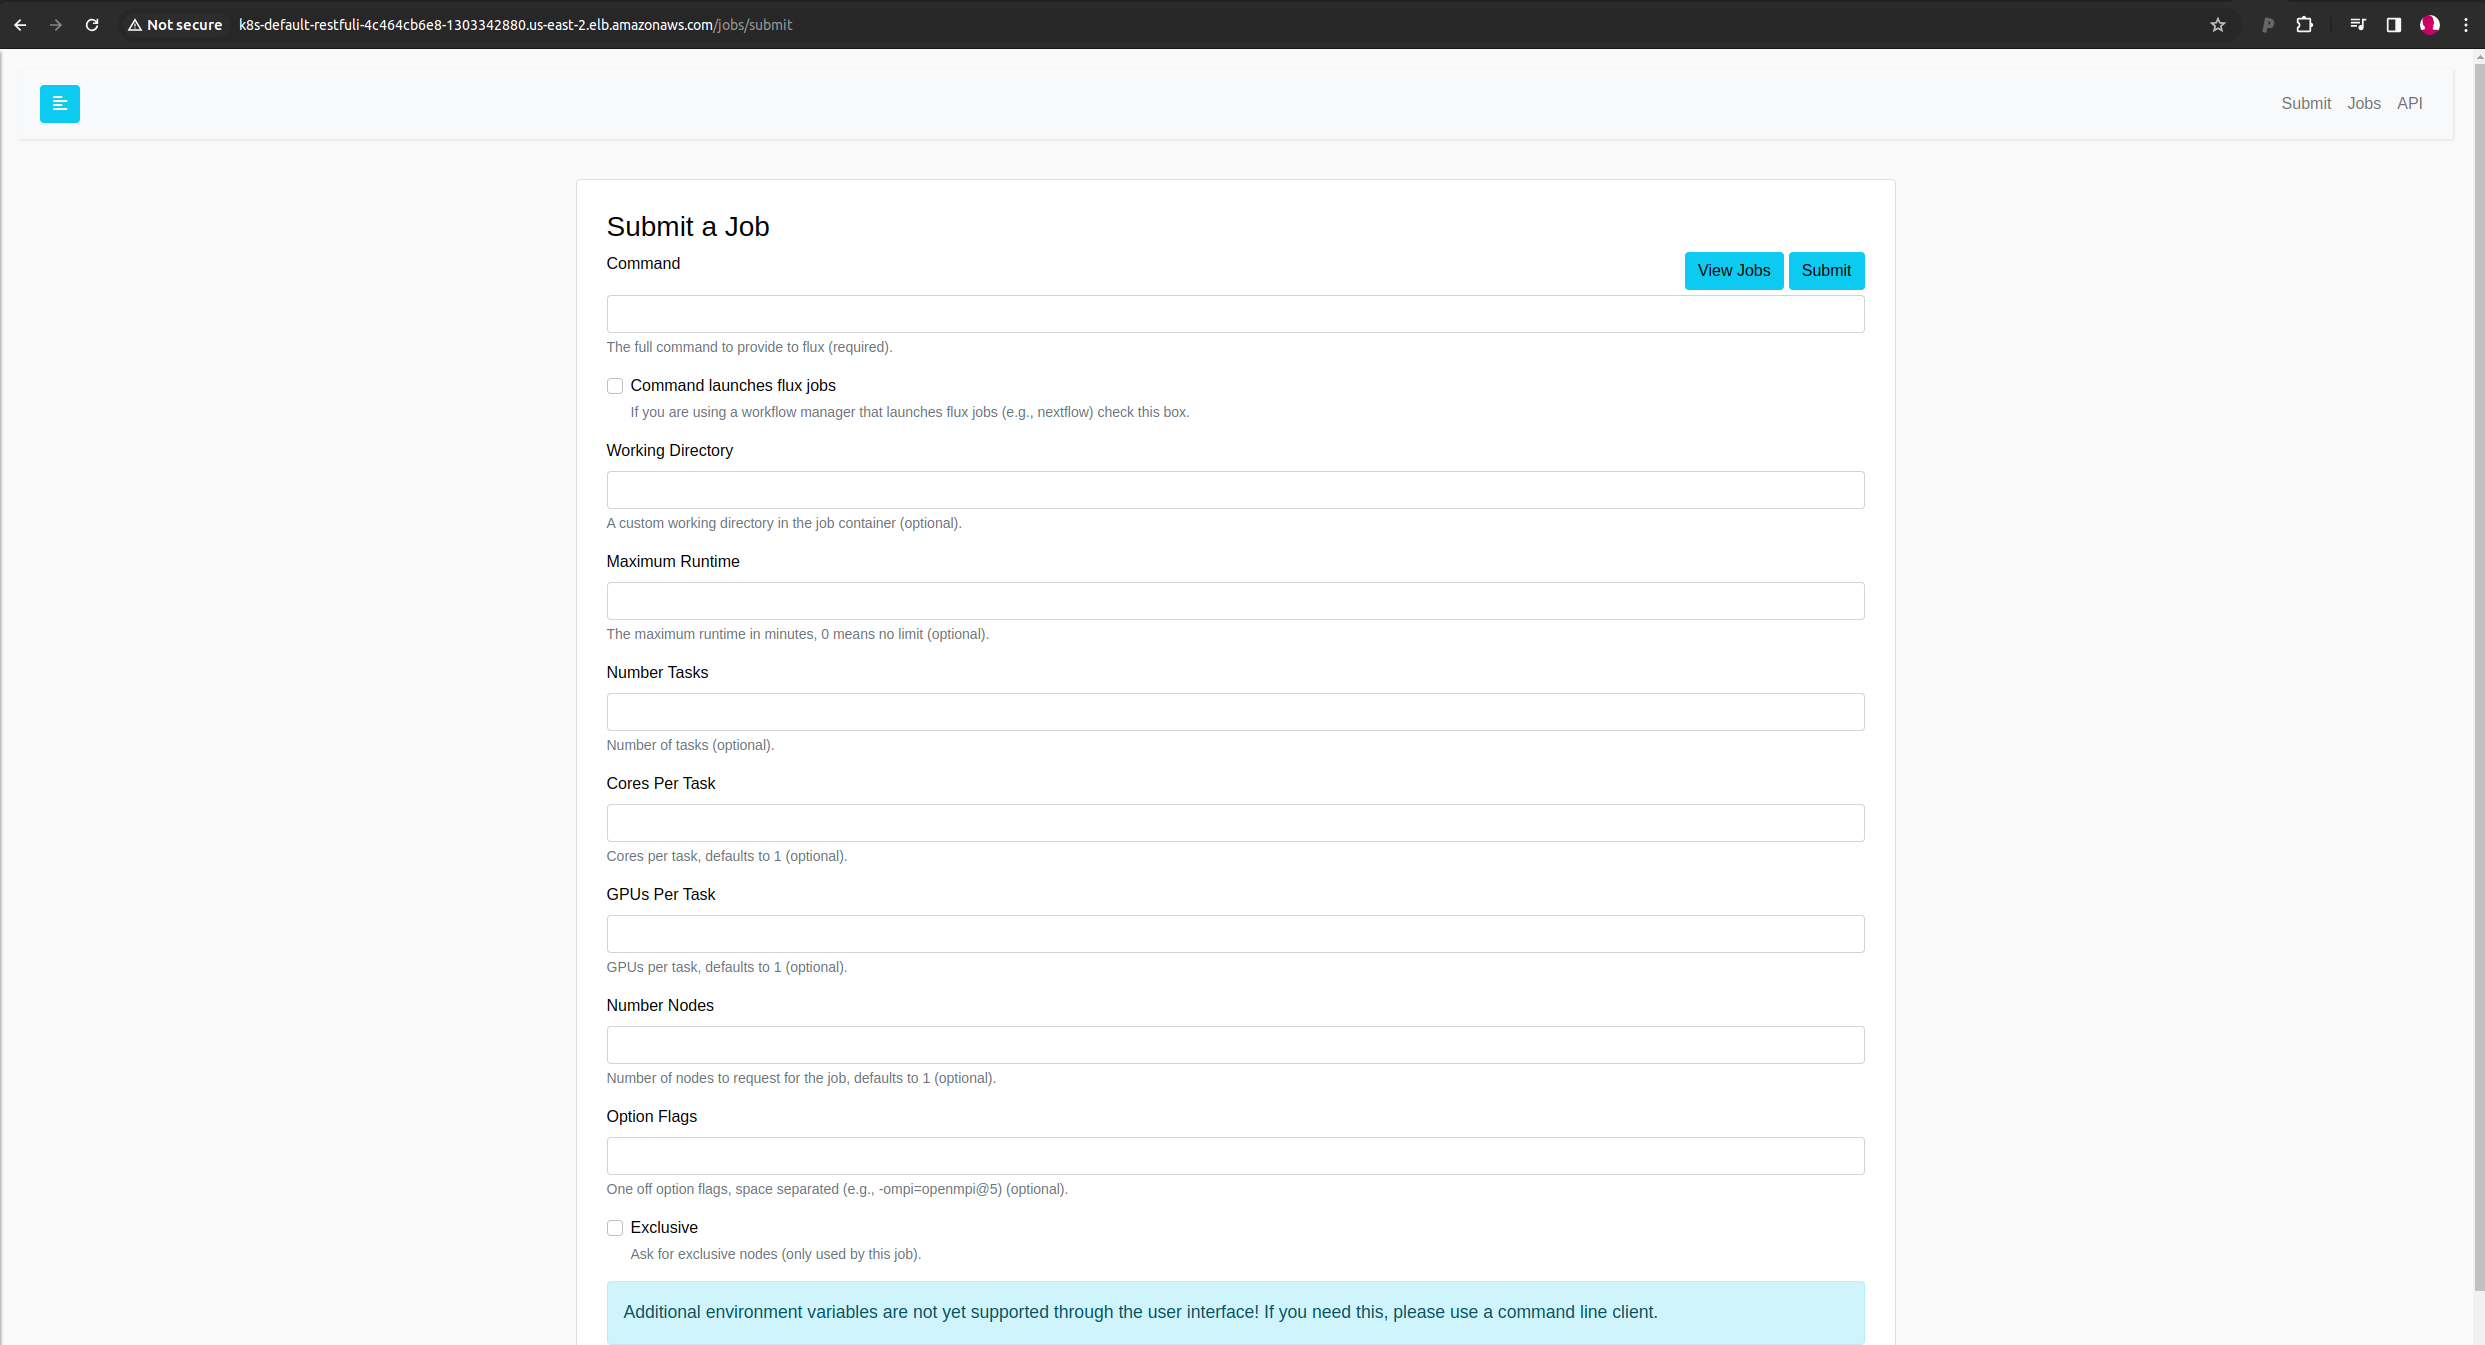 Not secure k8s-default-restfuli-4c464cb6e8-1303342880.us-east-2.elb.amazonaws.com/jobs/submit
Submit Jobs API
Submit a Job
Command
View Jobs Submit
The full command to provide to flux (required).
Command launches flux jobs
If you are using a workflow manager that launches flux jobs (e.g., nextflow) check this box.
Working Directory
A custom working directory in the job container (optional).
Maximum Runtime
The maximum runtime in minutes, 0 means no limit (optional).
Number Tasks
Number of tasks (optional).
Cores Per Task
Cores per task, defaults to 1 (optional).
GPUs Per Task
GPUs per task, defaults to 1 (optional).
Number Nodes
Number of nodes to request for the job, defaults to 1 (optional).
Option Flags
One off option flags, space separated (e.g., -ompi=openmpi@5) (optional).
Exclusive
Ask for exclusive nodes (only used by this job).
Additional environment variables are not yet supported through the user interface! If you need this, please use a command line client.